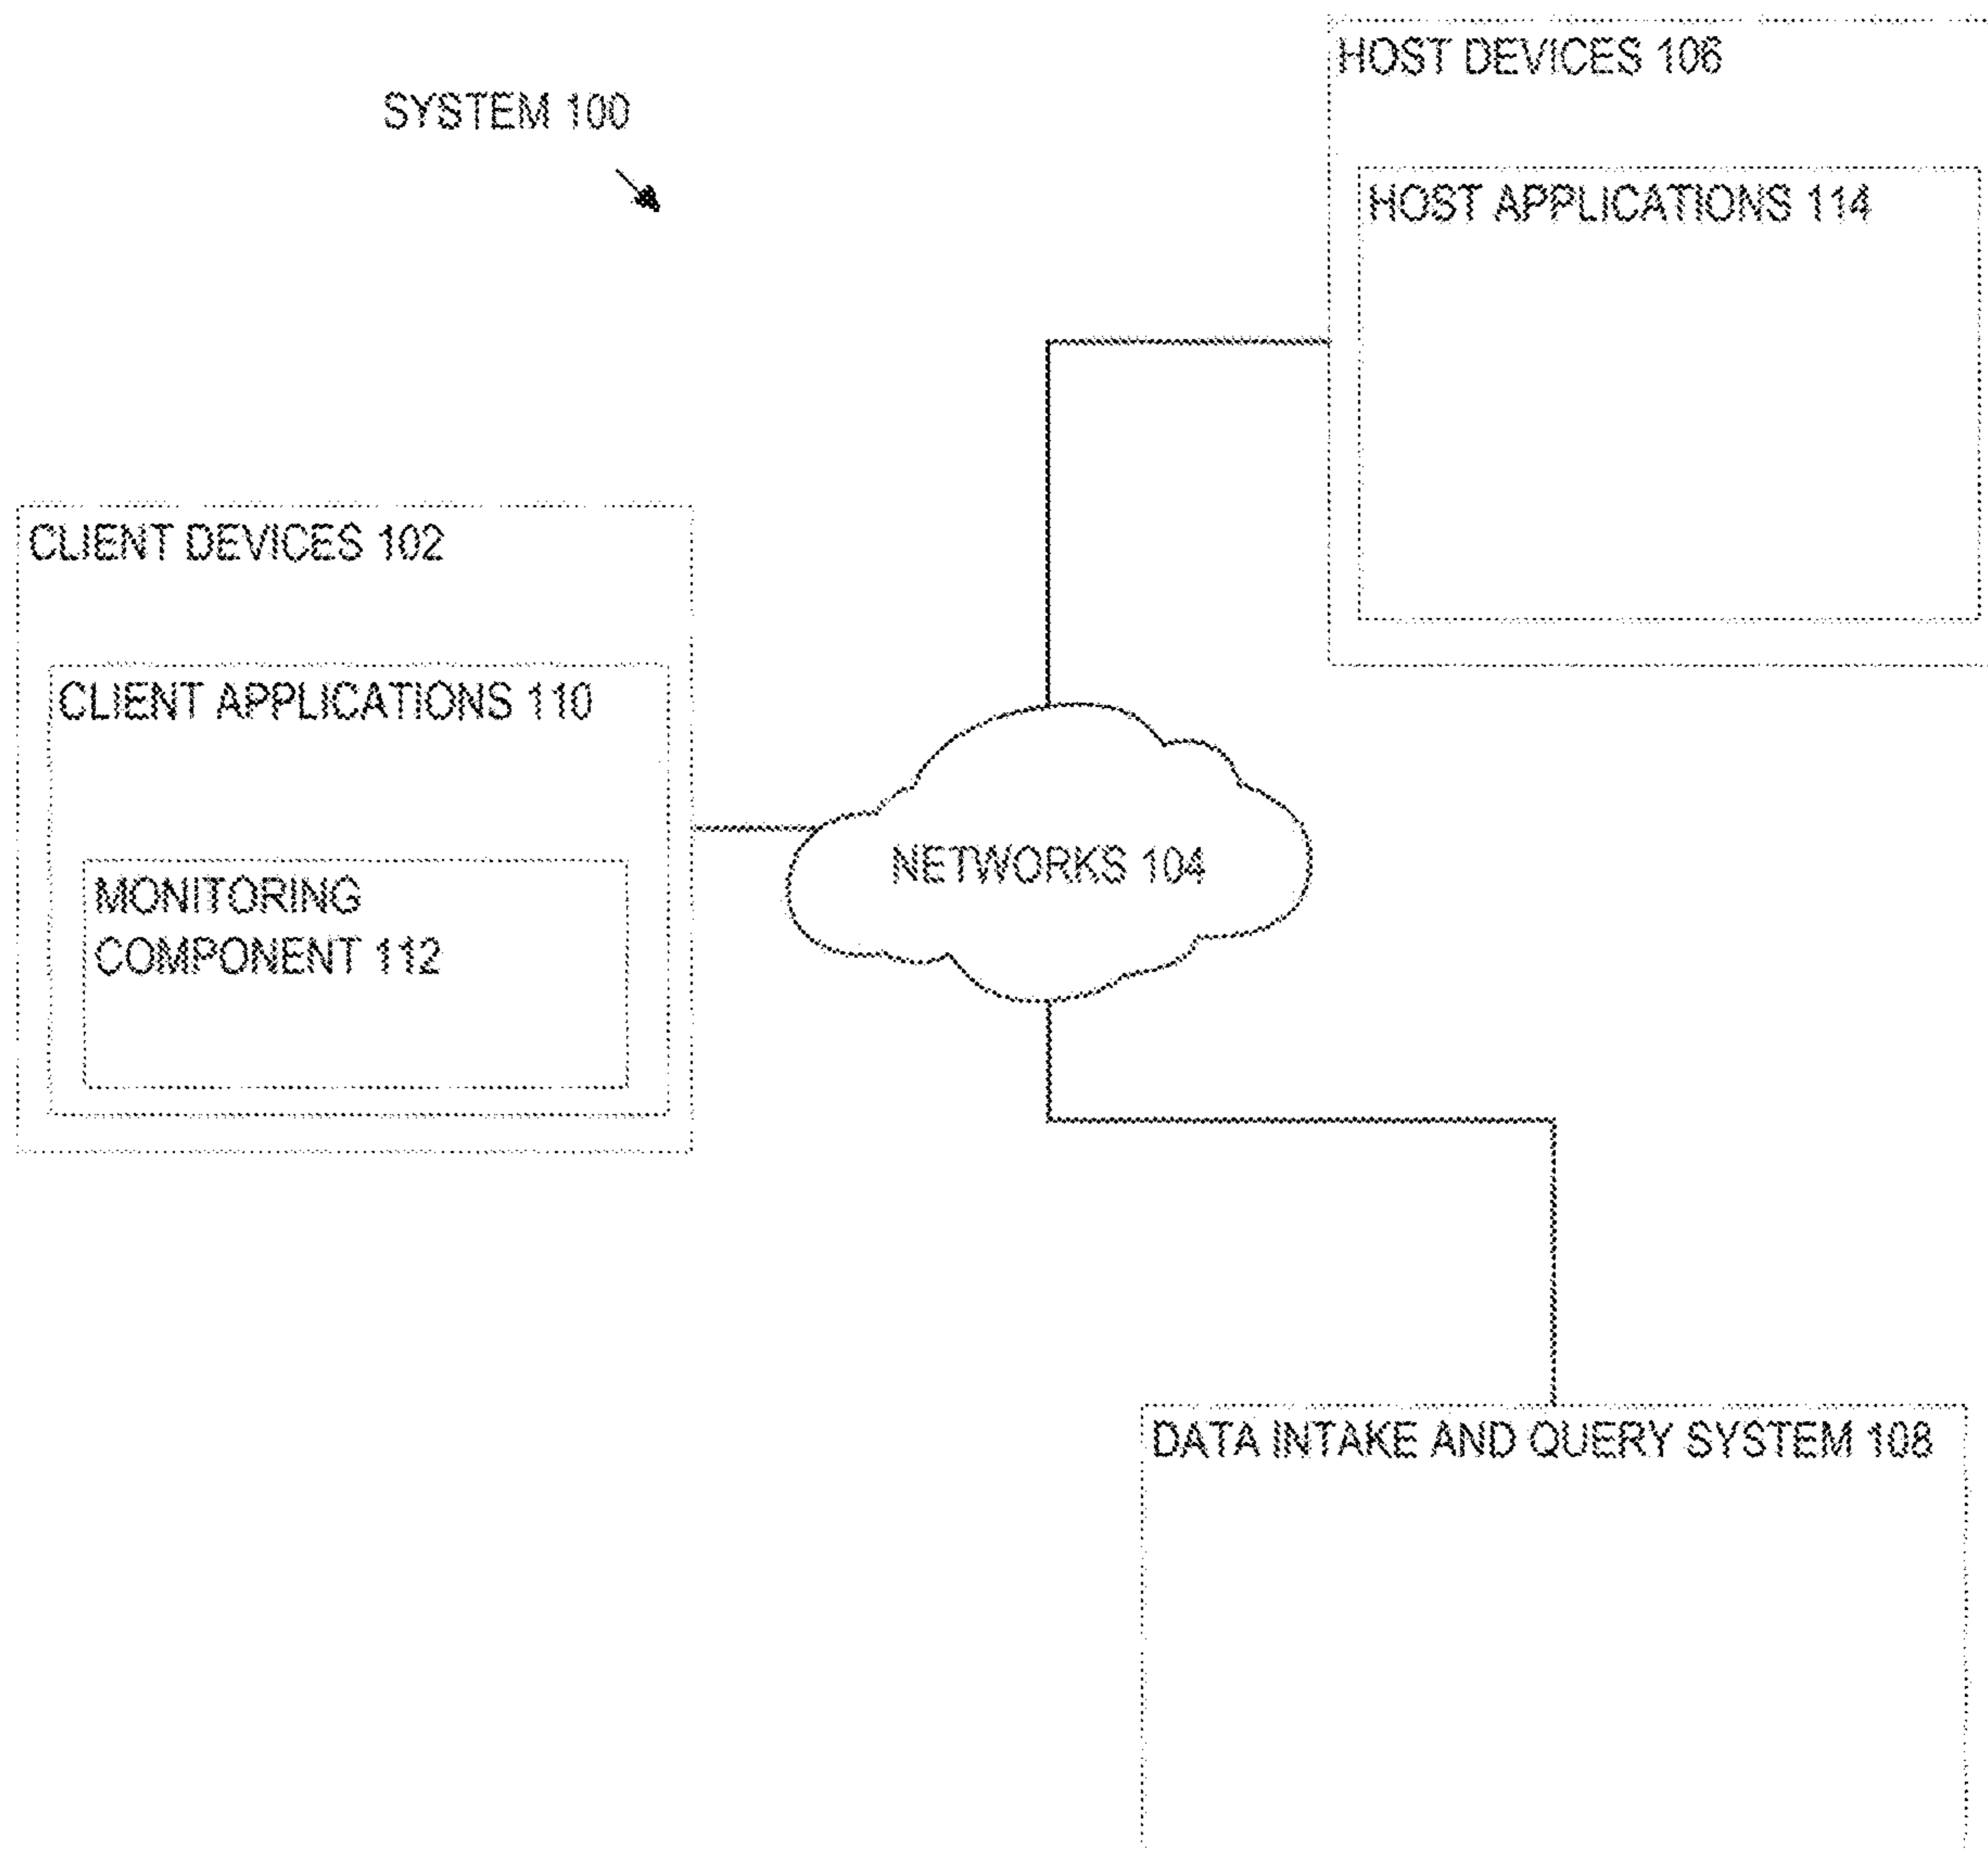 SYSTEM 100
HOST DEVICES 106
HOST APPLICATIONS 114
CLIENT DEVICES 102
CLIENT APPLICATIONS 110
MONITORING
COMPONENT 112
NETWORKS 104
DATA INTAKE AND QUERY SYSTEM 108